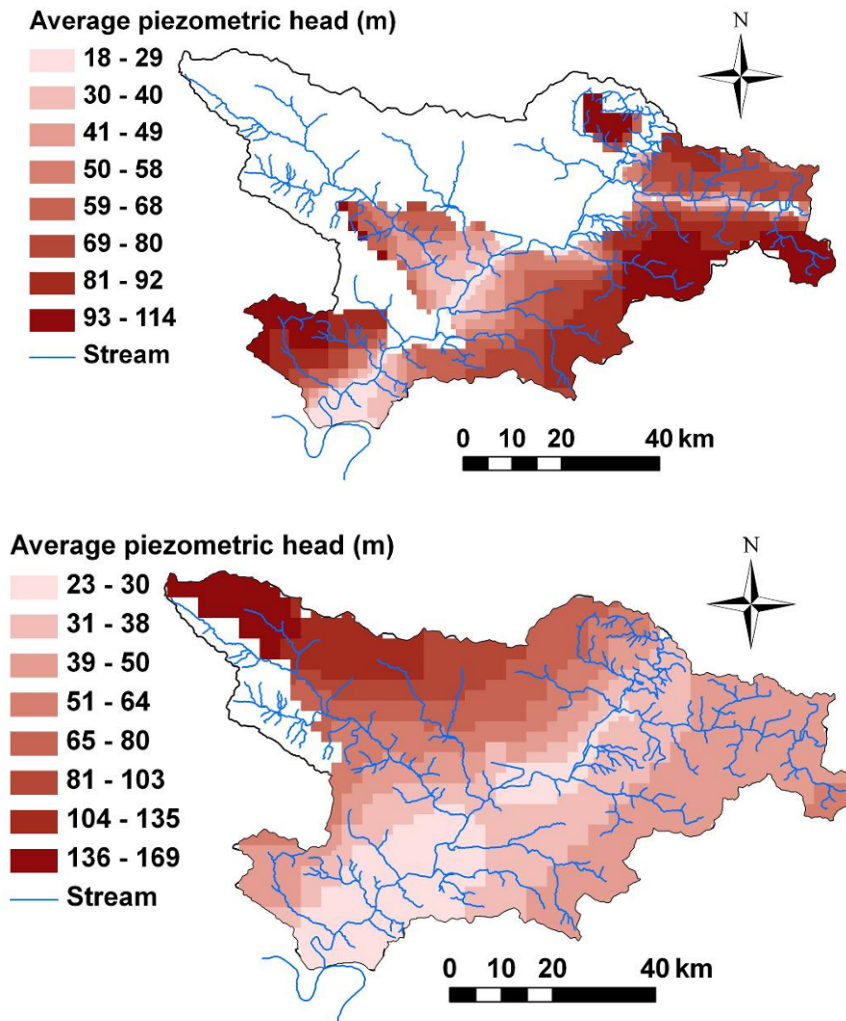 Average piezometric head (m)
18 - 29
30 - 40
41 - 49
50 - 58
59 - 68
69 - 80
81 - 92
93 - 114
Stream
N
0 10 20 40 km
Average piezometric head (m)
23 - 30
31 - 38
39 - 50
51 - 64
65 - 80
81 - 103
104 - 135
136 - 169
Stream
N
0 10 20 40 km